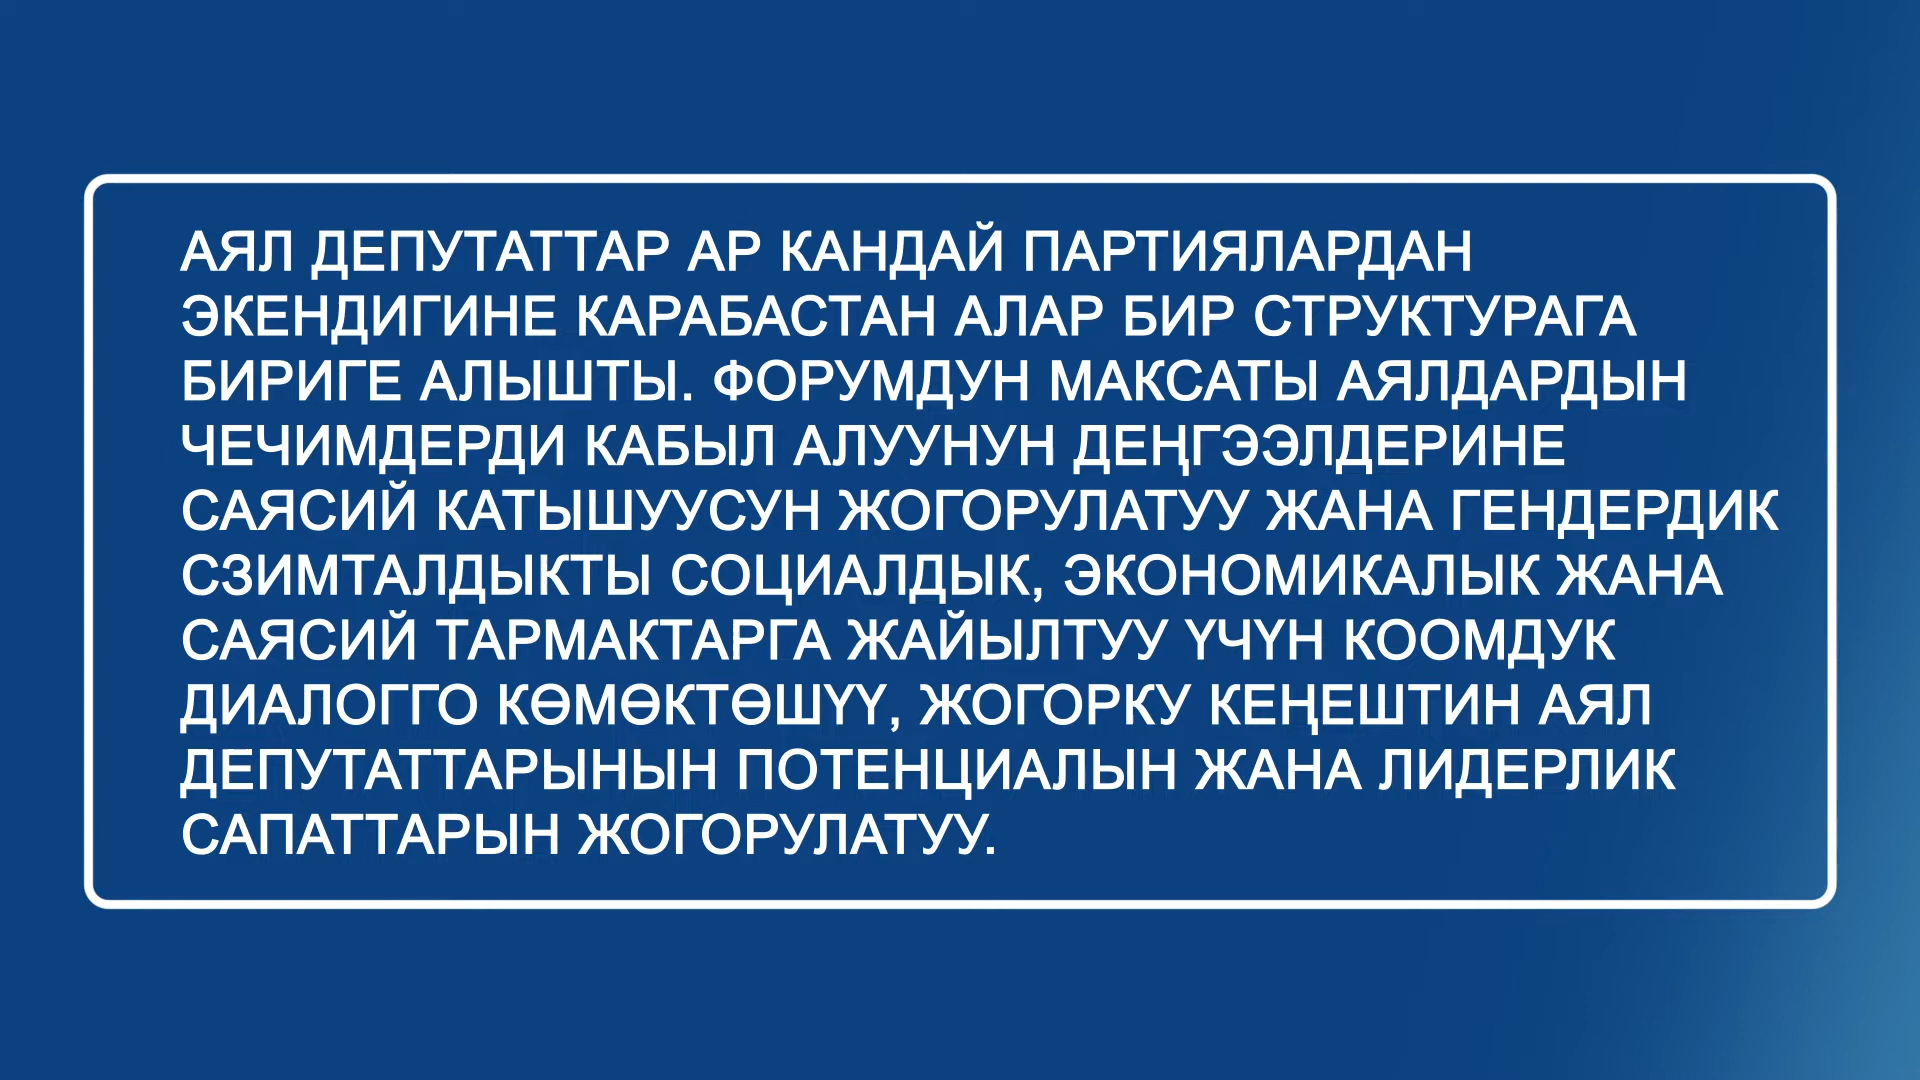 АЯЛ ДЕПУТАТТАР АР КАНДАЙ ПАРТИЯЛАРДАН
ЭКЕНДИГИНЕ КАРАБАСТАН АЛАР БИР СТРУКТУРАГА
БИРИГЕ АЛЫШТЫ. ФОРУМДУН МАКСАТЫ АЯЛДАРДЫН
ЧЕЧИМДЕРДИ КАБЫЛ АЛУУНУН ДЕҢГЭЭЛДЕРИНЕ
САЯСИЙ КАТЫШУУСУН ЖОГОРУЛАТУУ ЖАНА ГЕНДЕРДИК
СЗИМТАЛДЫКТЫ СОЦИАЛДЫК, ЭКОНОМИКАЛЫК ЖАНА
САЯСИЙ ТАРМАКТАРГА ЖАЙЫЛТУУ ҮЧҮН КООМДУК
ДИАЛОГГО КӨМӨКТӨШҮҮ, ЖОГОРКУ КЕҢЕШТИН АЯЛ
ДЕПУТАТТАРЫНЫН ПОТЕНЦИАЛЫН ЖАНА ЛИДЕРЛИК
САПАТТАРЫН ЖОГОРУЛАТУУ.